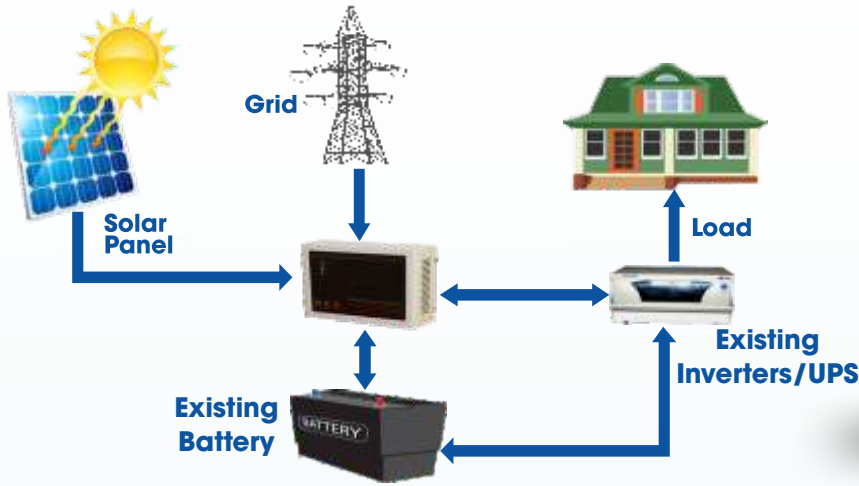 Grid
Solar
Panel
Load
Existing
Inverters/UPS
Existing
Battery
BATTERY